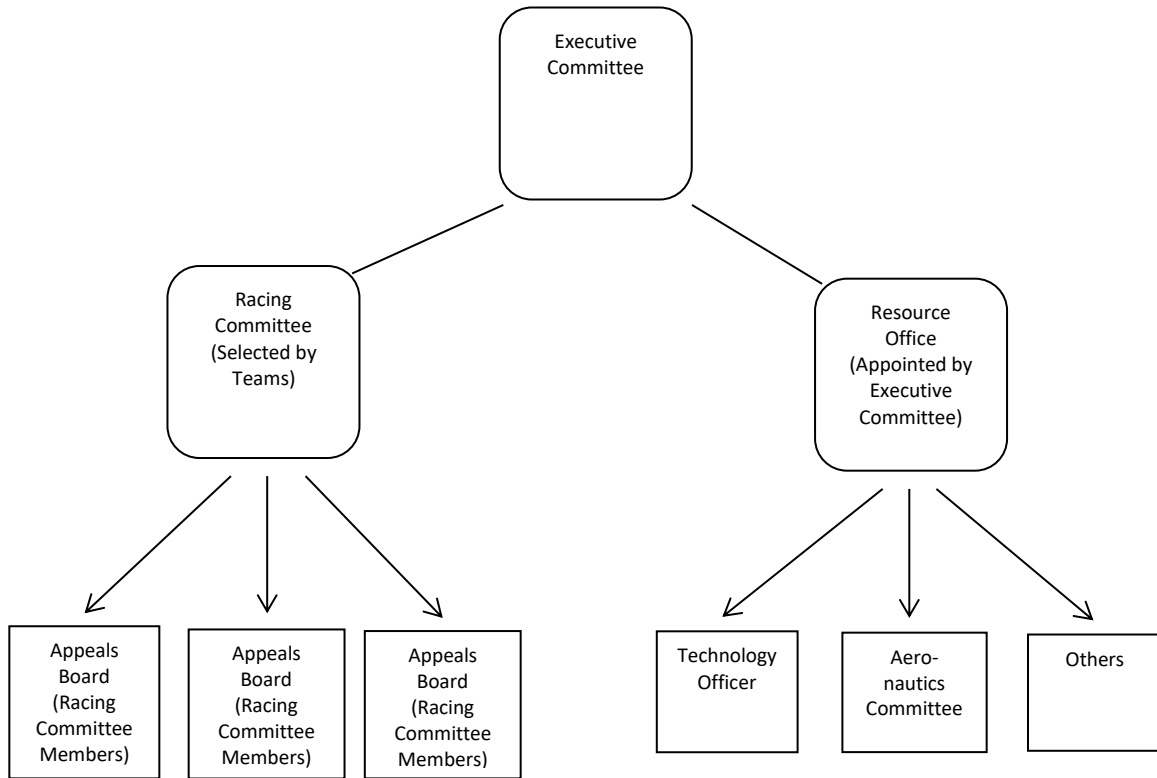 Executive
Committee
Racing
Committee
(Selected by
Teams)
Resource
Office
(Appointed by
Executive
Committee)
Appeals
Board
(Racing
Committee
Members)
Appeals
Board
(Racing
Committee
Members)
Appeals
Board
(Racing
Committee
Members)
Technology
Officer
Aero-
nautics
Committee
Others